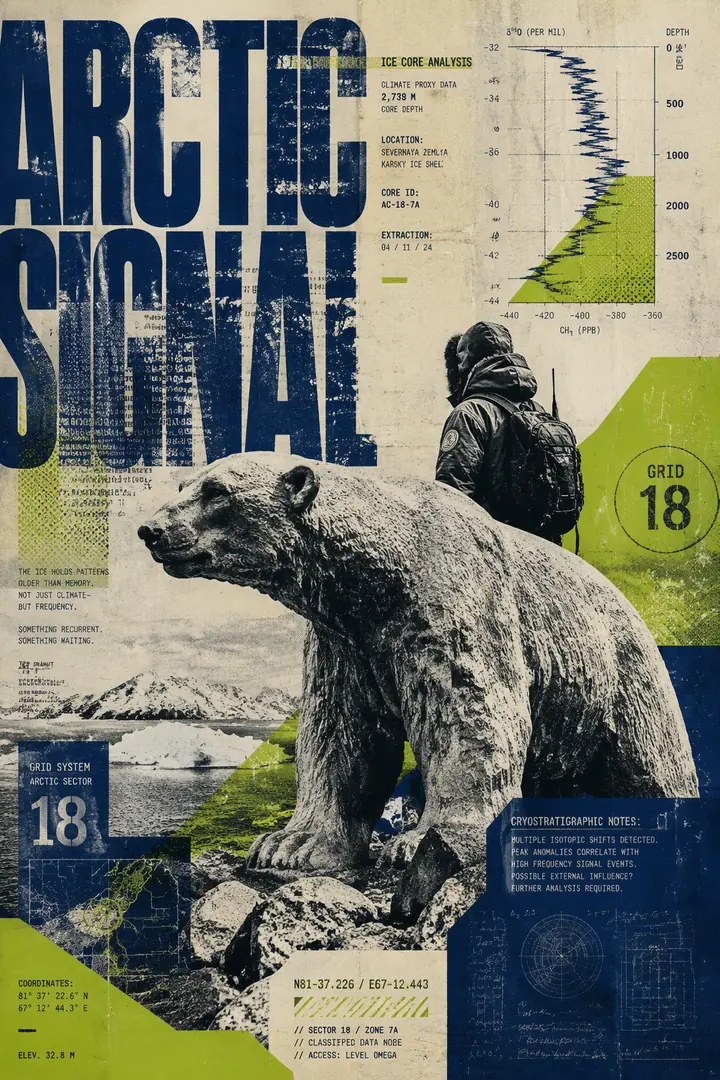 ARCTIC
SIGNAL
ICE CORE ANALYSIS
CLIMATE PROXY DATA
2,739 M
CORE DEPTH
LOCATION:
SEVERNAYA ZEMLYA
KARSKY ICE SHEL
CORE ID:
AC-18-7A
EXTRACTION:
04 / 11 / 24
δ¹⁸O (PER MIL)
DEPTH
-32
-34
-36
-40
-42
-44
0
500
1000
2000
2500
-440 -420 -400 -380 -360
(PPB)
GRID
18
THE ICE HOLDS PATTEENS
OLDER THAN MEMORY.
NOT JUST CLIMATE–
BUT FREQUENCY.
SOMETHING RECURRENT.
SOMETHING WAITING.
GRID SYSTEM
ARCTIC SECTOR
18
CRYOSTRATIGRAPHIC NOTES:
MULTIPLE ISOTOPIC SHIFTS DETECTED.
PEAK ANOMALIES CORRELATE WITH
HIGH FREQUENCY SIGNAL EVENTS.
POSSIBLE EXTERNAL INFLUENCE?
FURTHER ANALYSIS REQUIRED.
COORDINATES:
81° 37' 22.6" N
67° 12' 44.3" E
ELEV. 32.8 M
N81-37.226 / E67-12.443
// SECTOR 18 / ZONE 7A
// CLASSIFPED DATA NOBE
// ACCESS: LEVEL OMEGA